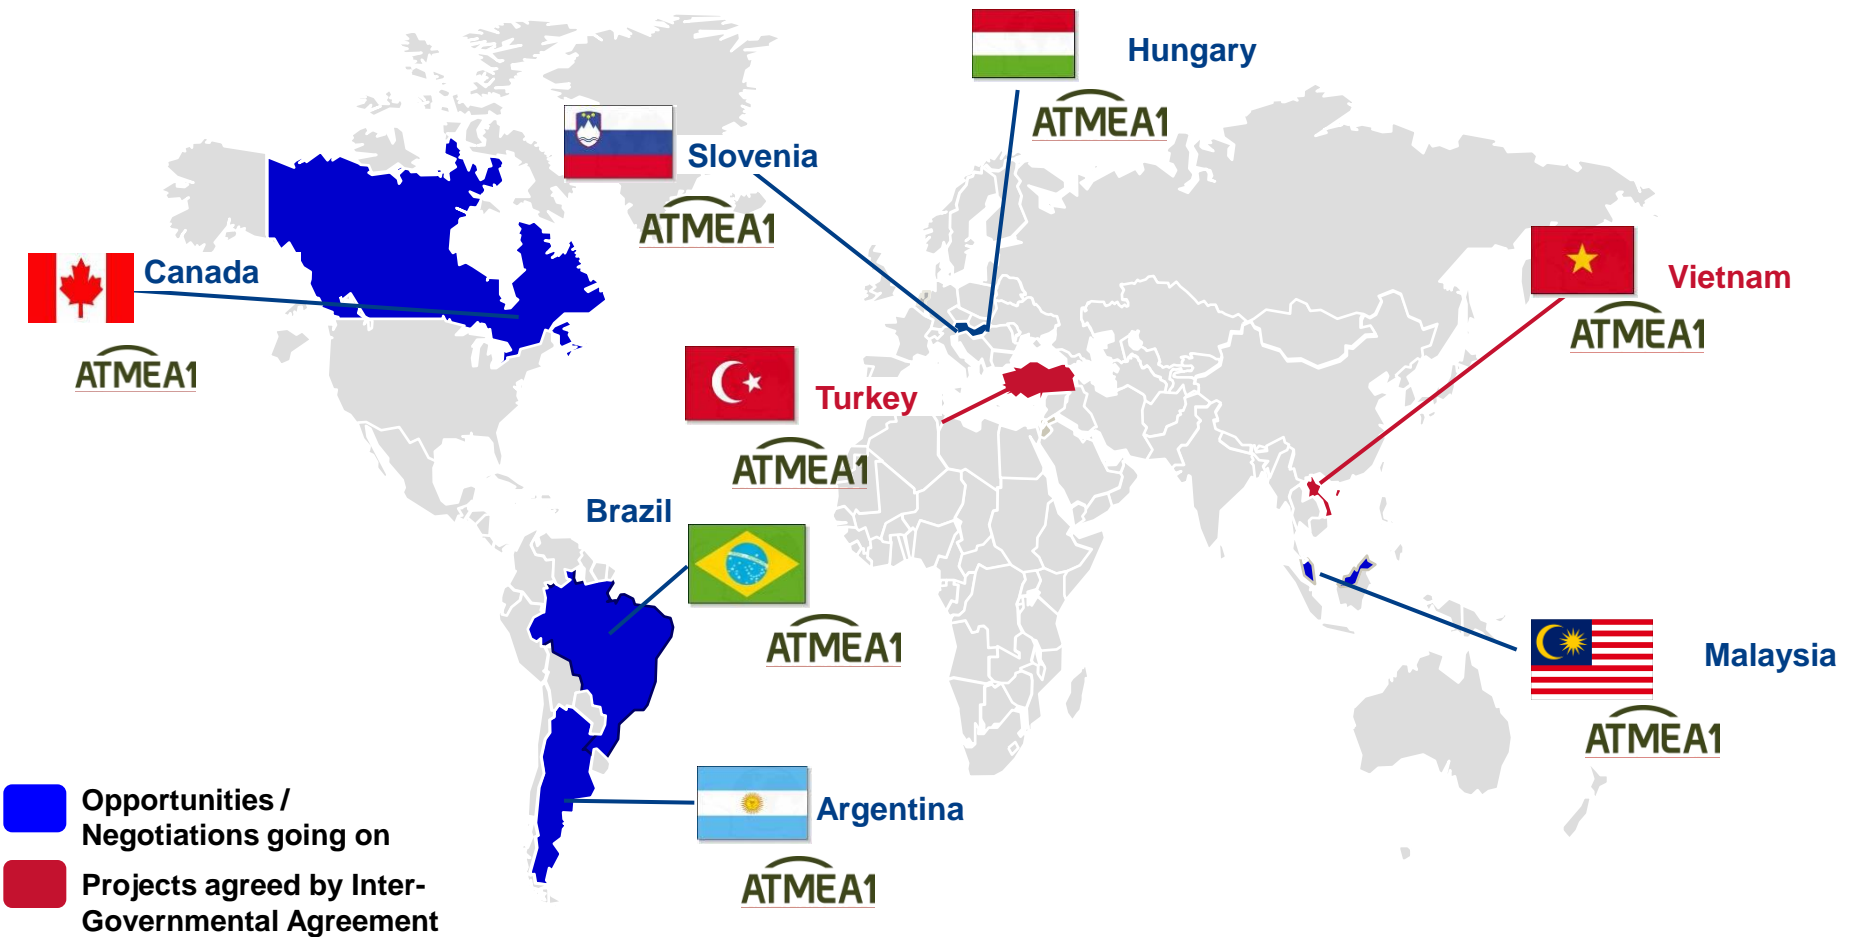 Hungary
ATMEA1
Slovenia
ATMEA1
Canada
ATMEA1
Vietnam
ATMEA1
Turkey
ATMEA1
Brazil
ATMEA1
Malaysia
ATMEA1
Argentina
ATMEA1
Opportunities /
Negotiations going on
Projects agreed by Inter-
Governmental Agreement